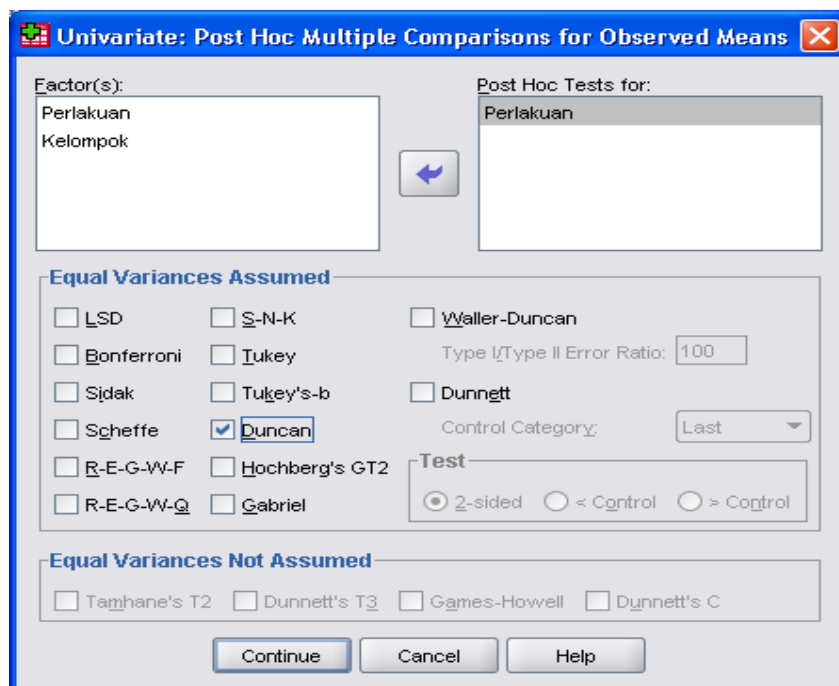 Univariate: Post Hoc Multiple Comparisons for Observed Means
Factor(s):
Perlakuan
Kelompok
Post Hoc Tests for:
Perlakuan
Equal Variances Assumed
LSD
S-N-K
Waller-Duncan
Type I/Type II Error Ratio: 100
Bonferroni
Tukey
Sidak
Tukey's-b
Dunnett
Control Category: Last
Scheffe
Duncan
R-E-G-W-F
Hochberg's GT2
Test
2-sided < Control > Control
R-E-G-W-Q
Gabriel
Equal Variances Not Assumed
Tamhane's T2 Dunnett's T3 Games-Howell Dunnett's C
Continue Cancel Help